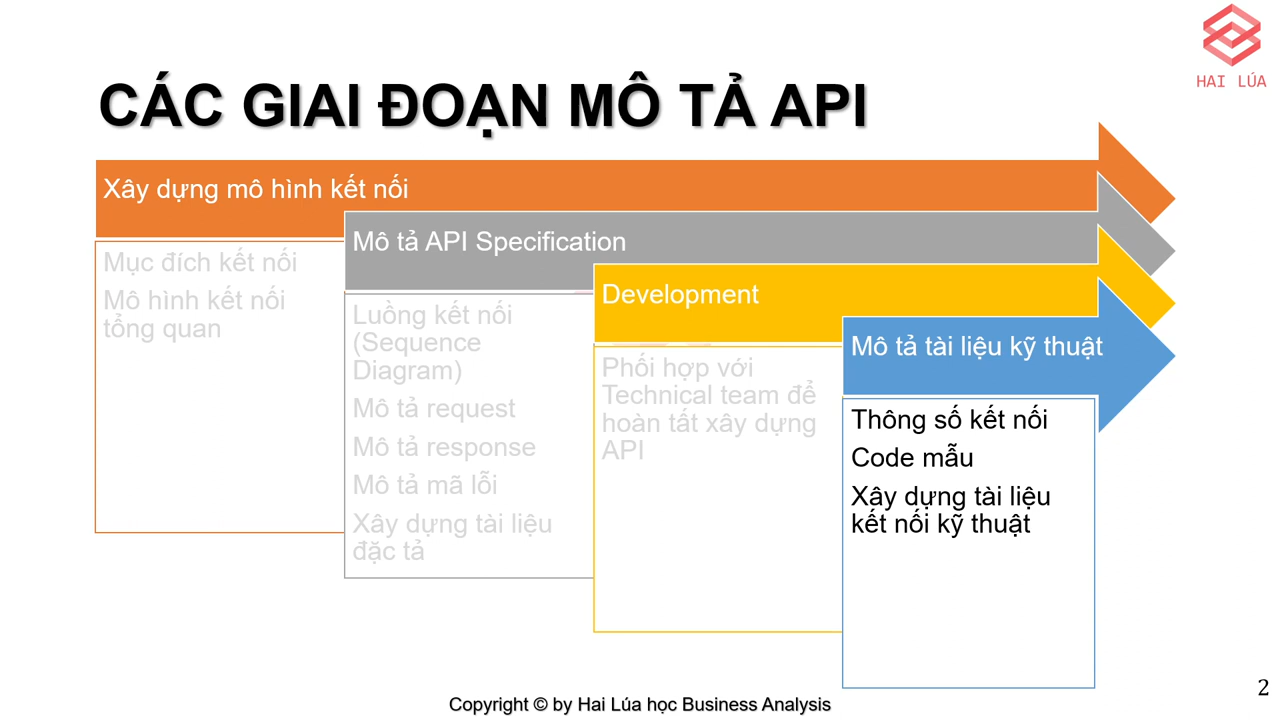 HAI LÚA
CÁC GIAI ĐOẠN MÔ TẢ API
Xây dựng mô hình kết nối
Mục đích kết nối
Mô hình kết nối
tổng quan
Mô tả API Specification
Luồng kết nối
(Sequence
Diagram)
Mô tả request
Mô tả response
Mô tả mã lỗi
Xây dựng tài liệu
đặc tả
Development
Phối hợp với
Technical team để
hoàn tất xây dựng
API
Mô tả tài liệu kỹ thuật
Thông số kết nối
Code mẫu
Xây dựng tài liệu
kết nối kỹ thuật
Copyright © by Hai Lúa học Business Analysis
2